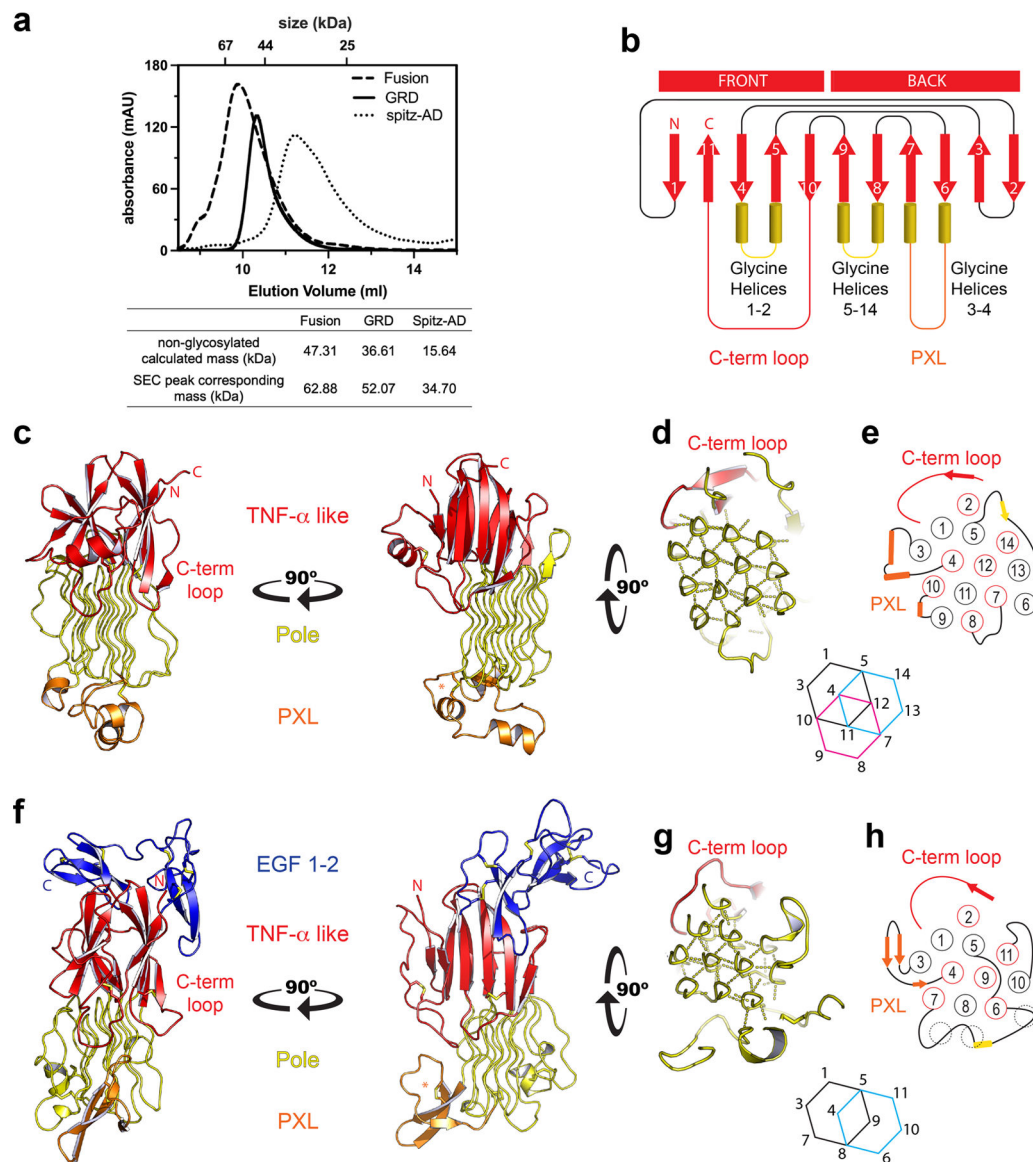 a
size (kDa)
67 44 25
180
120
60
0
absorbance (mAU)
Fusion
GRD
spitz-AD
10 12 14
Elution Volume (ml)
Fusion GRD Spitz-AD
non-glycosylated calculated mass (kDa) 47.31 36.61 15.64
SEC peak corresponding mass (kDa) 62.88 52.07 34.70
b
FRONT BACK
N C
1 11 4 5 10 9 8 7 6 3 2
Glycine Helices 1-2
Glycine Helices 5-14
Glycine Helices 3-4
C-term loop
PXL
c
N
C
TNF-α like
C-term loop
90º
Pole
PXL
N
C
*
90º
d
C-term loop
e
C-term loop
2
1 5
3 14
4 12 13
10 11 7 6
9 8
PXL
1 5 14
3 4 12 13
10 11 7
9 8
f
C
N
EGF 1-2
TNF-α like
C-term loop
90º
Pole
PXL
N
C
*
90º
g
C-term loop
h
C-term loop
2
1 5 11
3 4 9 10
7 8 6
PXL
1 5 11
3 4 9 10
7 8 6